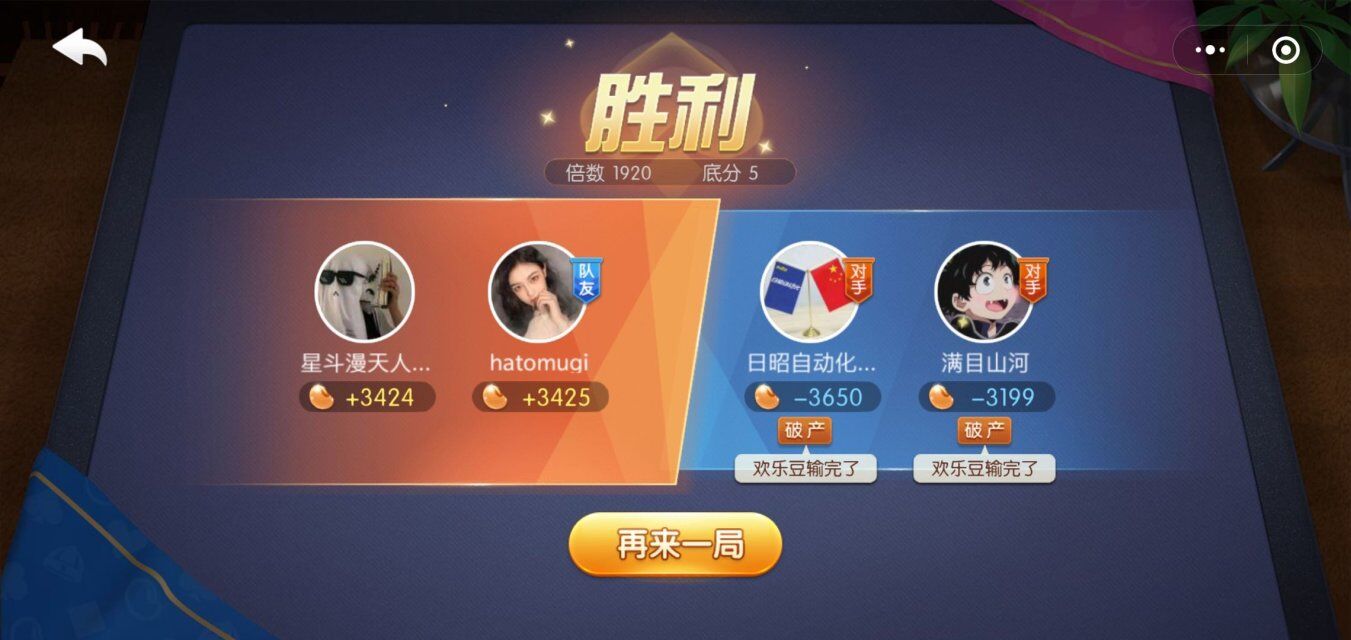 胜利
倍数 1920 底分 5
队友
对手
对手
星斗漫天人...
hatomugi
日昭自动化...
满目山河
+3424
+3425
-3650
-3199
破产
破产
欢乐豆输完了
欢乐豆输完了
再来一局